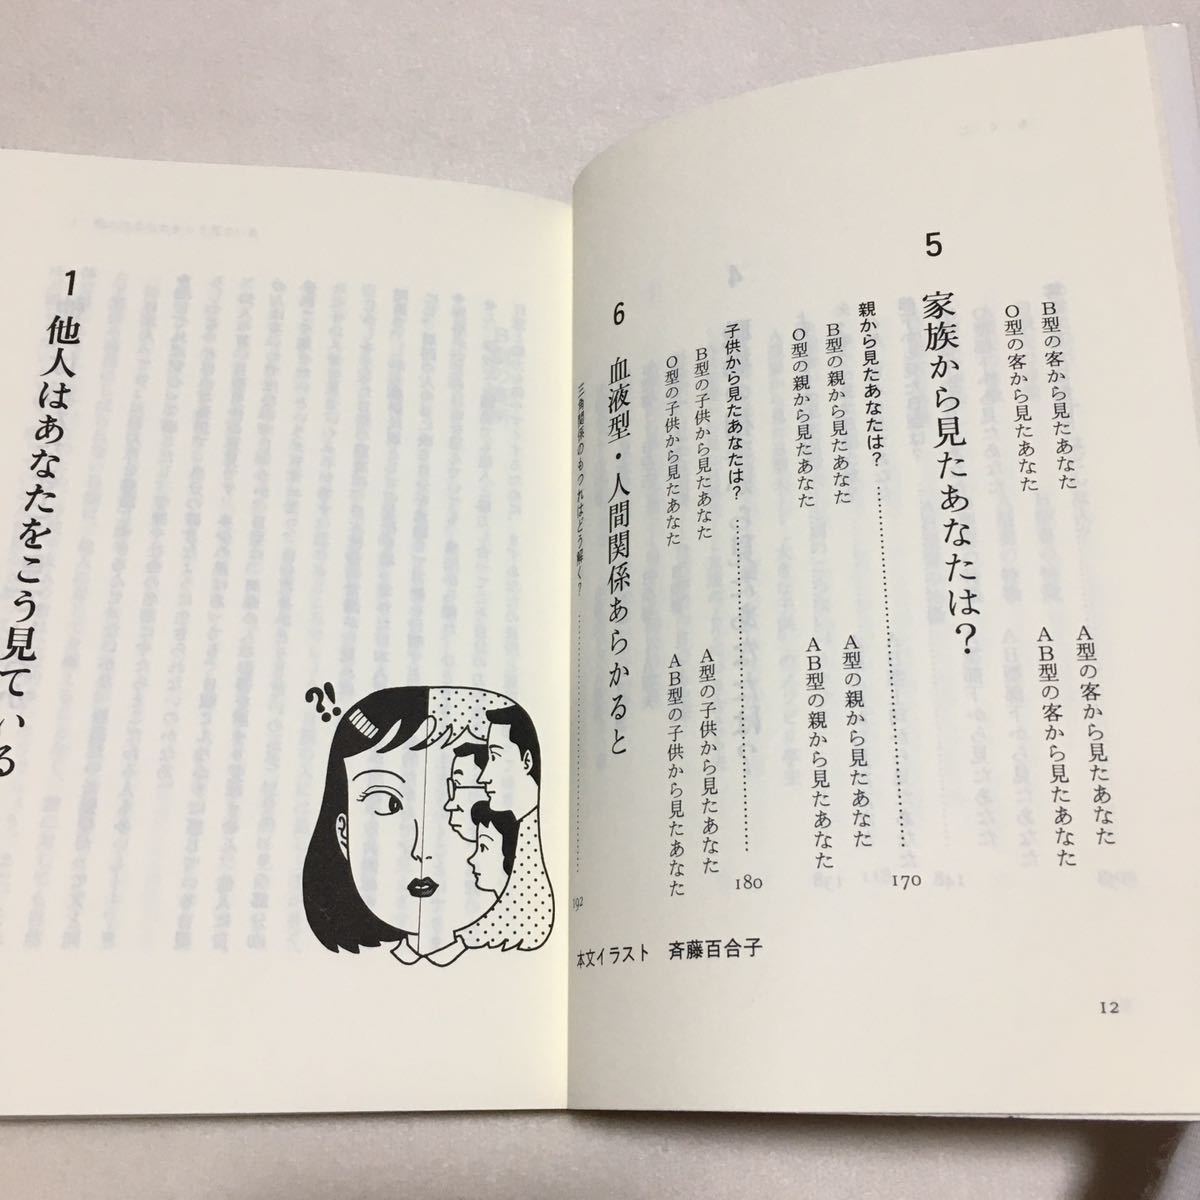 B型の客から見たあなた
A型の客から見たあなた
O型の客から見たあなた
AB型の客から見たあなた
5 家族から見たあなたは？
親から見たあなたは？ 170
B型の親から見たあなた
A型の親から見たあなた
O型の親から見たあなた
AB型の親から見たあなた
子供から見たあなたは？ 180
B型の子供から見たあなた
A型の子供から見たあなた
O型の子供から見たあなた
AB型の子供から見たあなた
6 血液型・人間関係あらかると
三角関係のもつれはどう解く？ 192
本文イラスト 斉藤百合子
12
?!
1 他人はあなたをこう見ている